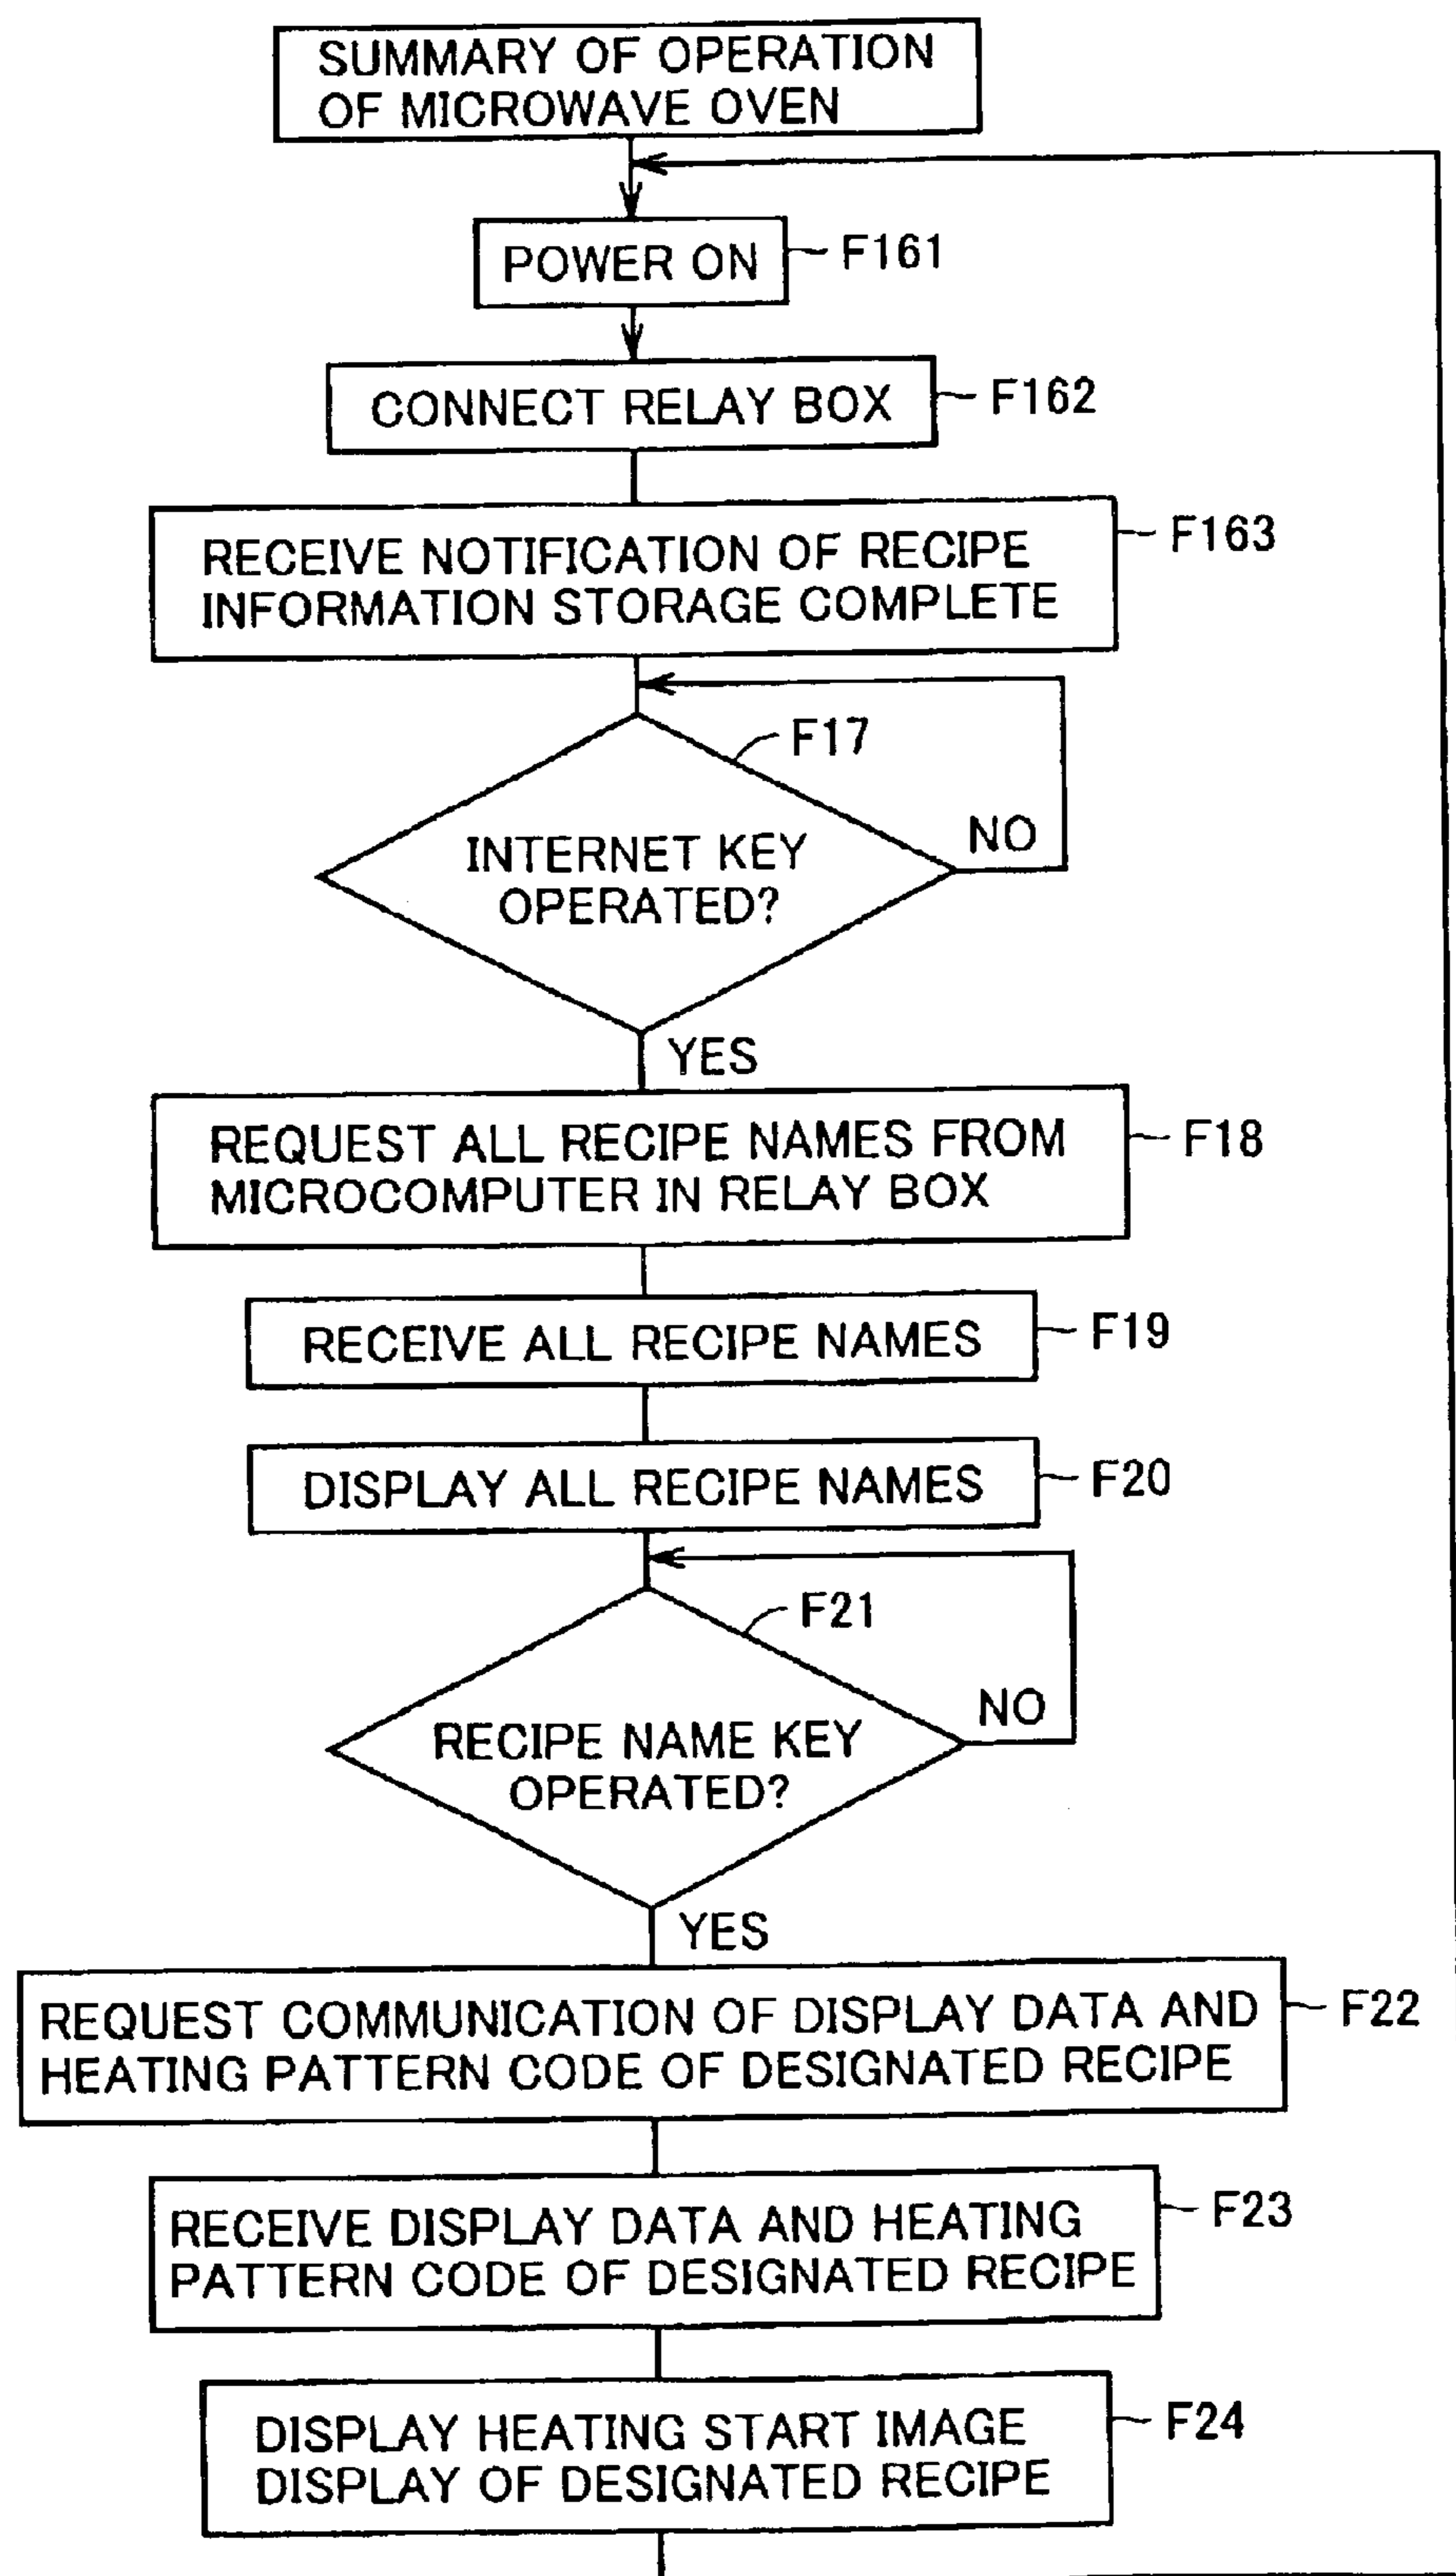 SUMMARY OF OPERATION
OF MICROWAVE OVEN
POWER ON
F161
CONNECT RELAY BOX
F162
RECEIVE NOTIFICATION OF RECIPE
INFORMATION STORAGE COMPLETE
F163
F17
INTERNET KEY
OPERATED?
NO
YES
REQUEST ALL RECIPE NAMES FROM
MICROCOMPUTER IN RELAY BOX
F18
RECEIVE ALL RECIPE NAMES
F19
DISPLAY ALL RECIPE NAMES
F20
F21
RECIPE NAME KEY
OPERATED?
NO
YES
REQUEST COMMUNICATION OF DISPLAY DATA AND
HEATING PATTERN CODE OF DESIGNATED RECIPE
F22
RECEIVE DISPLAY DATA AND HEATING
PATTERN CODE OF DESIGNATED RECIPE
F23
DISPLAY HEATING START IMAGE
DISPLAY OF DESIGNATED RECIPE
F24